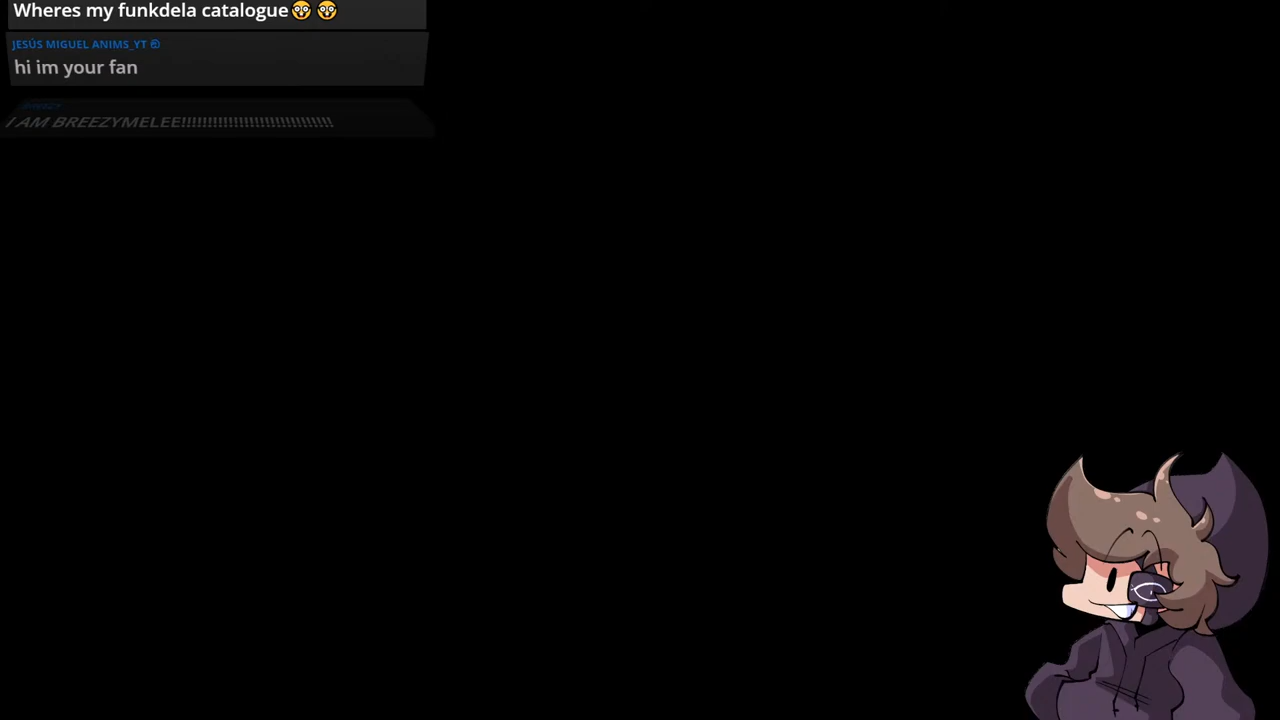 Wheres my funkdela catalogue😲 😲
JESÚS MIGUEL ANIMS_YT
hi im your fan
I AM BREEZYMELEE!!!!!!!!!!!!!!!!!!!!!!!!!!!!